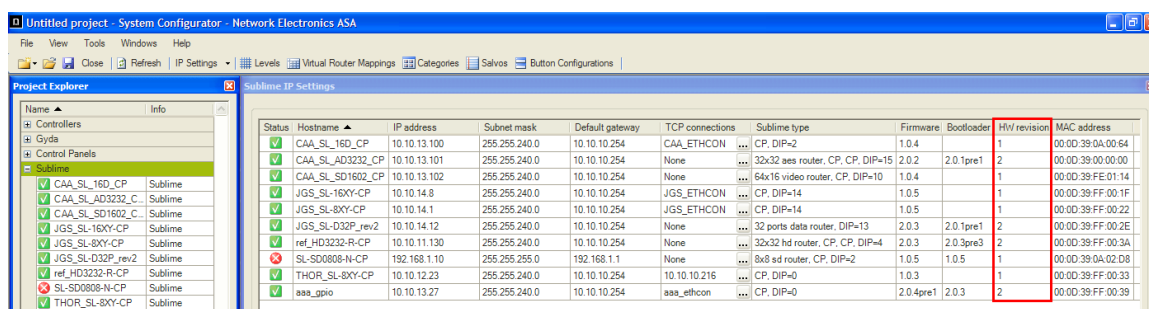 Untitled project - System Configurator - Network Electronics ASA
File View Tools Windows Help
Close Refresh IP Settings Levels Virtual Router Mappings Categories Salvos Button Configurations
Project Explorer
Name Info
Controllers
Gyda
Control Panels
Sublime
CAA_SL_16D_CP Sublime
CAA_SL_AD3232_C... Sublime
CAA_SL_SD1602_C... Sublime
JGS_SL-16XY-CP Sublime
JGS_SL-8XY-CP Sublime
JGS_SL-D32P_rev2 Sublime
ref_HD3232-R-CP Sublime
SL-SD0808-N-CP Sublime
THOR_SL-8XY-CP Sublime
Sublime IP Settings
Status Hostname IP address Subnet mask Default gateway TCP connections Sublime type Firmware Bootloader HW revision MAC address
CAA_SL_16D_CP 10.10.13.100 255.255.240.0 10.10.10.254 CAA_ETHCON ... CP, DIP=2 1.0.4 1 00:0D:39:0A:00:64
CAA_SL_AD3232_CP 10.10.13.101 255.255.240.0 10.10.10.254 None ... 32x32 aes router, CP, CP, DIP=15 2.0.2 2.0.1pre1 2 00:0D:39:00:00:00
CAA_SL_SD1602_CP 10.10.13.102 255.255.240.0 10.10.10.254 None ... 64x16 video router, CP, DIP=10 1.0.4 1 00:0D:39:FE:01:14
JGS_SL-16XY-CP 10.10.14.8 255.255.240.0 10.10.10.254 JGS_ETHCON ... CP, DIP=14 1.0.5 1 00:0D:39:FF:00:1F
JGS_SL-8XY-CP 10.10.14.1 255.255.240.0 10.10.10.254 JGS_ETHCON ... CP, DIP=14 1.0.5 1 00:0D:39:FF:00:22
JGS_SL-D32P_rev2 10.10.14.12 255.255.240.0 10.10.10.254 None ... 32 ports data router, DIP=13 2.0.3 2.0.1pre1 2 00:0D:39:FF:00:2E
ref_HD3232-R-CP 10.10.11.130 255.255.240.0 10.10.10.254 None ... 32x32 hd router, CP, CP, DIP=4 2.0.3 2.0.3pre3 2 00:0D:39:FF:00:3A
SL-SD0808-N-CP 192.168.1.10 255.255.255.0 192.168.1.1 None ... 8x8 sd router, CP, DIP=2 1.0.5 1.0.5 1 00:0D:39:0A:02:D8
THOR_SL-8XY-CP 10.10.12.23 255.255.240.0 10.10.10.254 10.10.10.216 ... CP, DIP=0 1.0.3 1 00:0D:39:FF:00:33
aaa_gpio 10.10.13.27 255.255.240.0 10.10.10.254 aaa_ethcon ... CP, DIP=0 2.0.4pre1 2.0.3 2 00:0D:39:FF:00:39